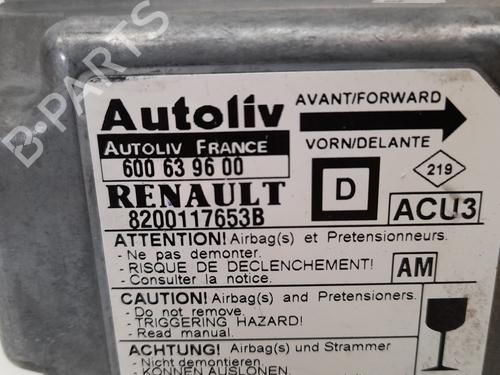 B-PARTS
Autoliv
AVANT/FORWARD
AUTOLIV FRANCE
VORN/DELANTE
600 63 96 00
219
RENAULT
D
8200117653B
ACU3
ATTENTION! Airbag(s) et Pretensionneurs.
- Ne pas demonter.
- RISQUE DE DECLENCHEMENT!
- Consulter la notice.
AM
CAUTION! Airbag(s) and Pretensioners.
- Do not remove.
- TRIGGERING HAZARD!
- Read manual.
ACHTUNG! Airbag(s) und Strammer
- Nicht demontieren.
- KÖNNEN AUSLÖSEN.